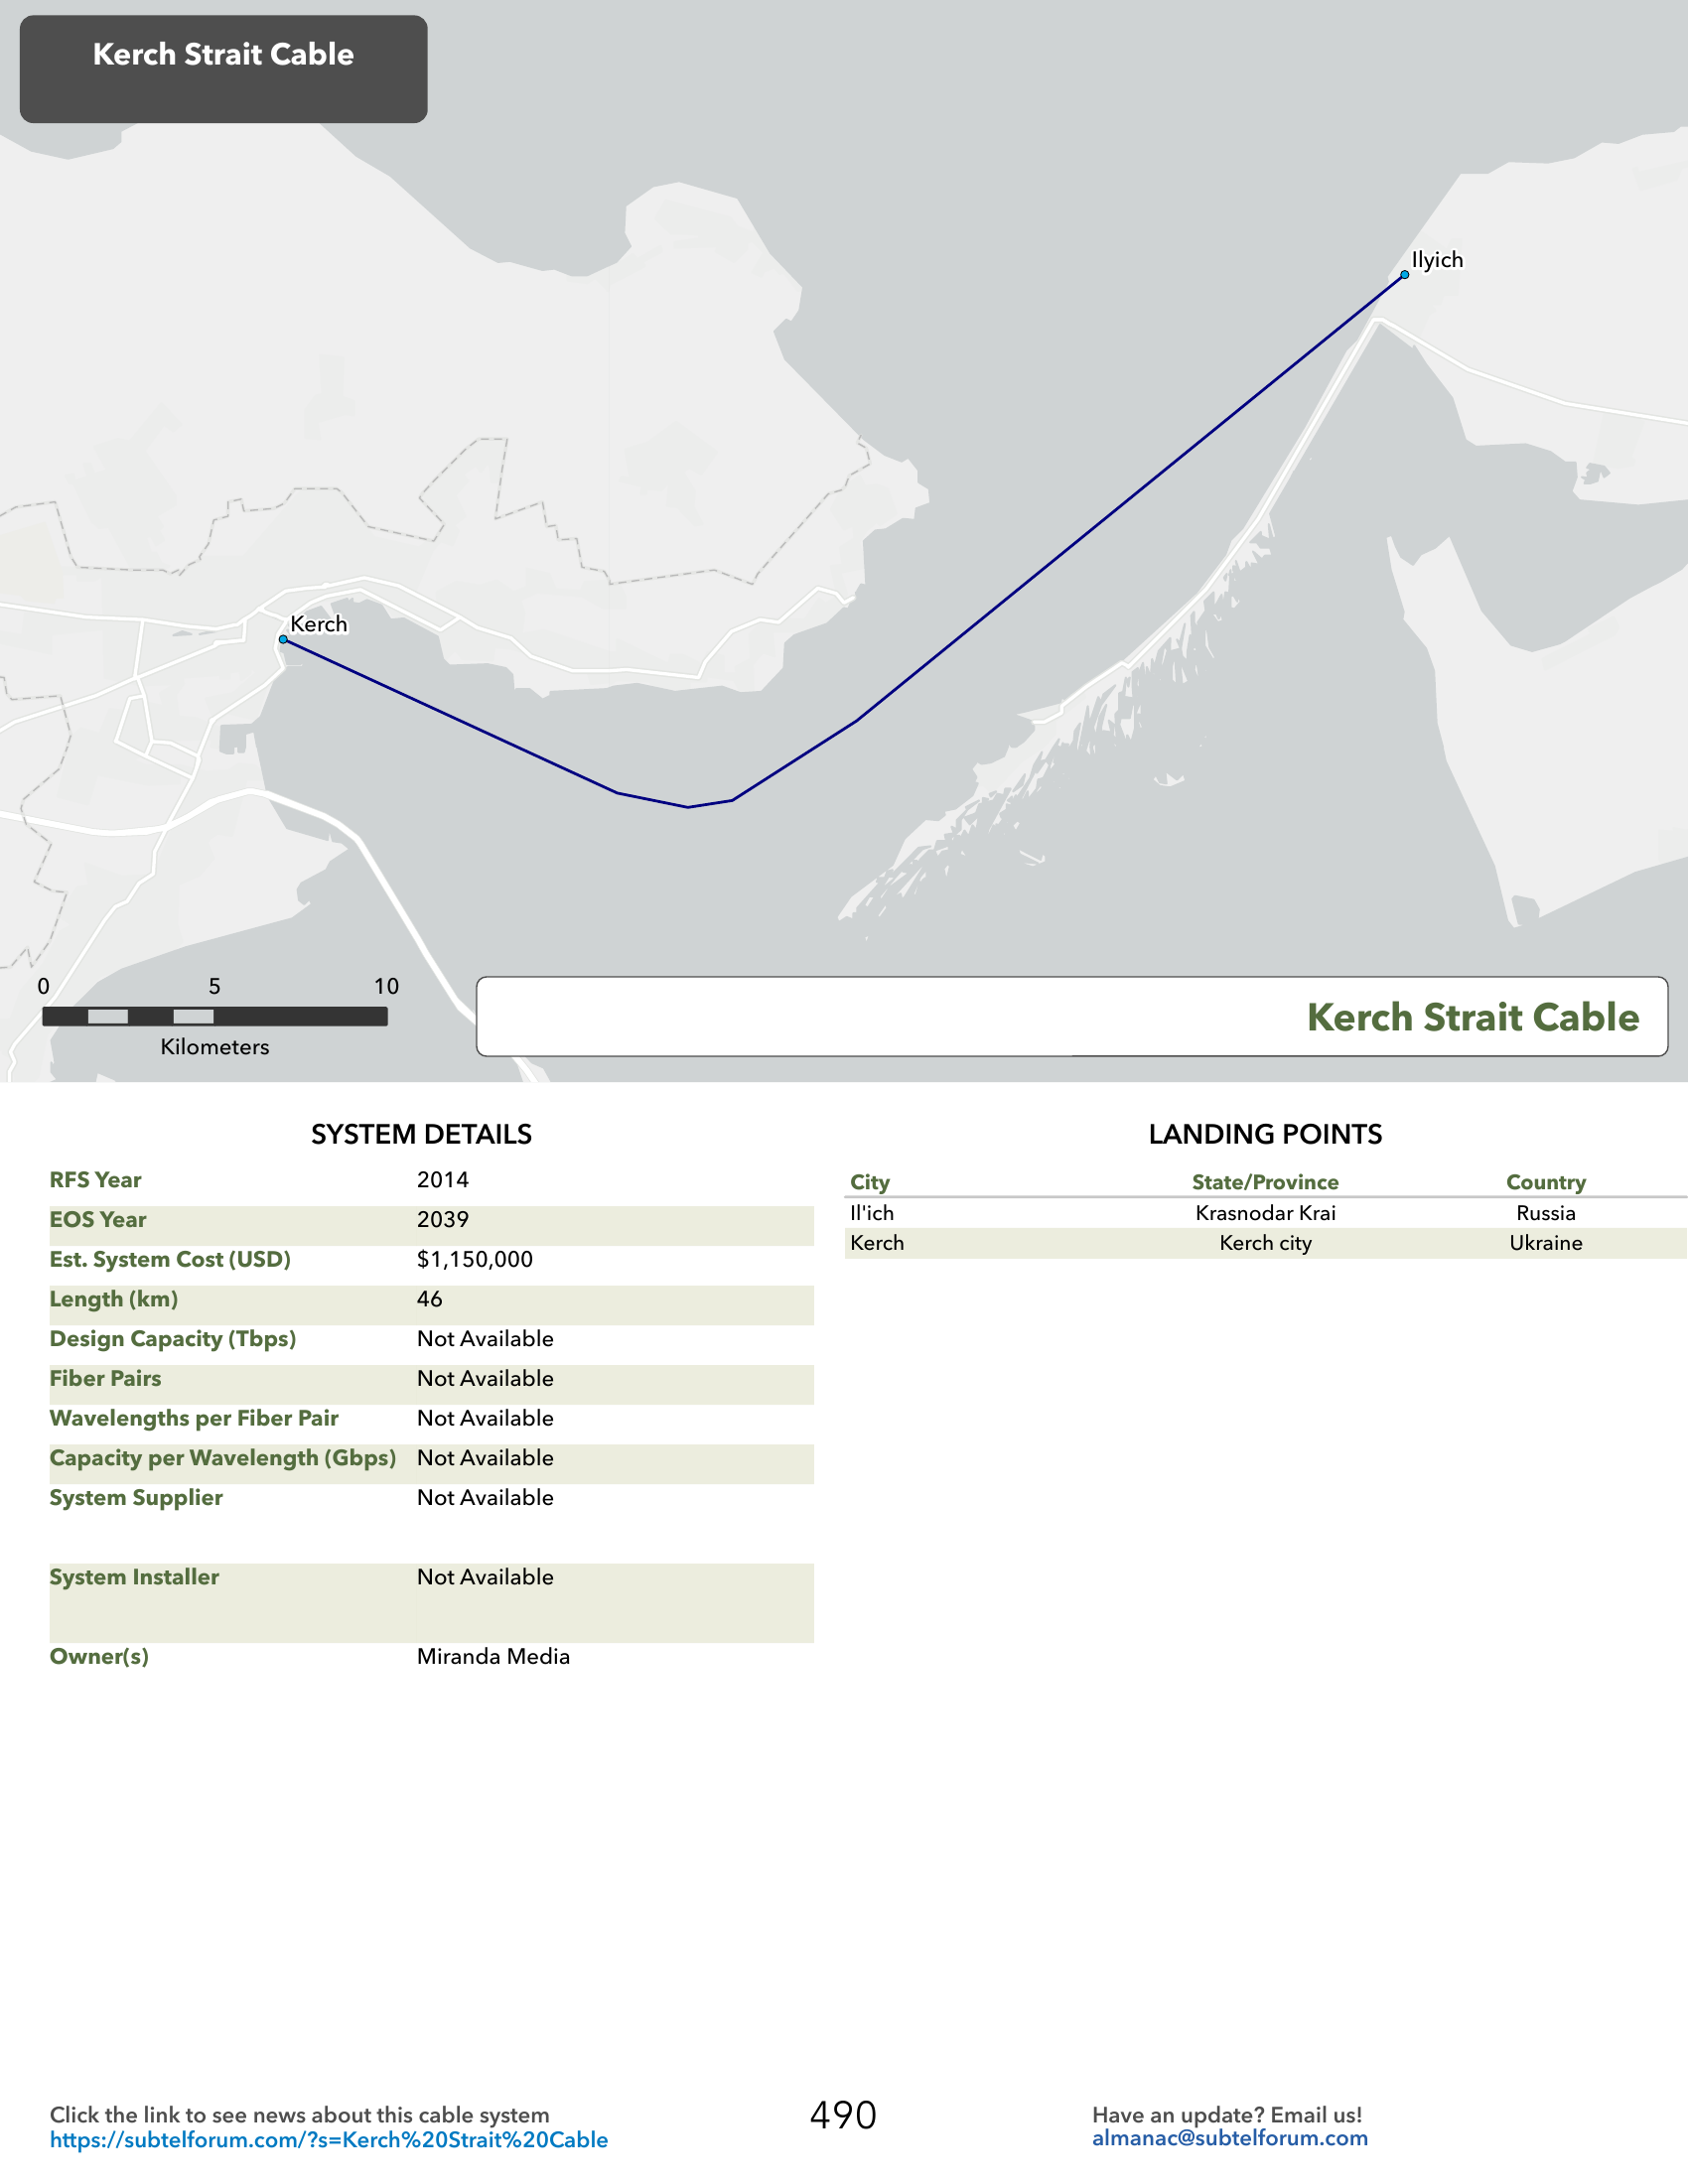 Kerch Strait Cable
Ilyich
Kerch
0 5 10
Kilometers
Kerch Strait Cable
SYSTEM DETAILS
RFS Year 2014
EOS Year 2039
Est. System Cost (USD) $1,150,000
Length (km) 46
Design Capacity (Tbps) Not Available
Fiber Pairs Not Available
Wavelengths per Fiber Pair Not Available
Capacity per Wavelength (Gbps) Not Available
System Supplier Not Available
System Installer Not Available
Owner(s) Miranda Media
LANDING POINTS
City State/Province Country
Il'ich Krasnodar Krai Russia
Kerch Kerch city Ukraine
Click the link to see news about this cable system
https://subtelforum.com/?s=Kerch%20Strait%20Cable
490
Have an update? Email us!
almanac@subtelforum.com